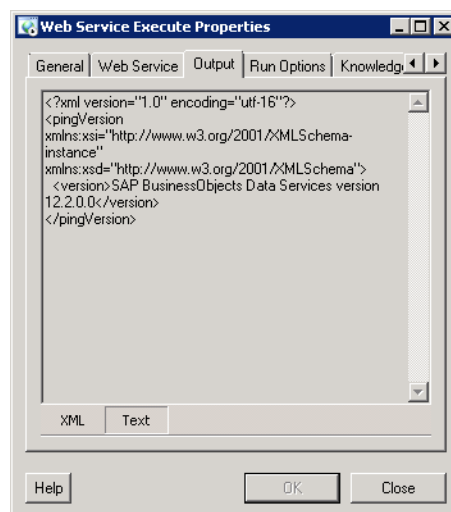 Web Service Execute Properties
General Web Service Output Run Options Knowledg
<?xml version="1.0" encoding="utf-16"?>
<pingVersion
xmlns:xsi="http://www.w3.org/2001/XMLSchema-
instance"
xmlns:xsd="http://www.w3.org/2001/XMLSchema">
<version>SAP BusinessObjects Data Services version
12.2.0.0</version>
</pingVersion>
XML Text
Help OK Close